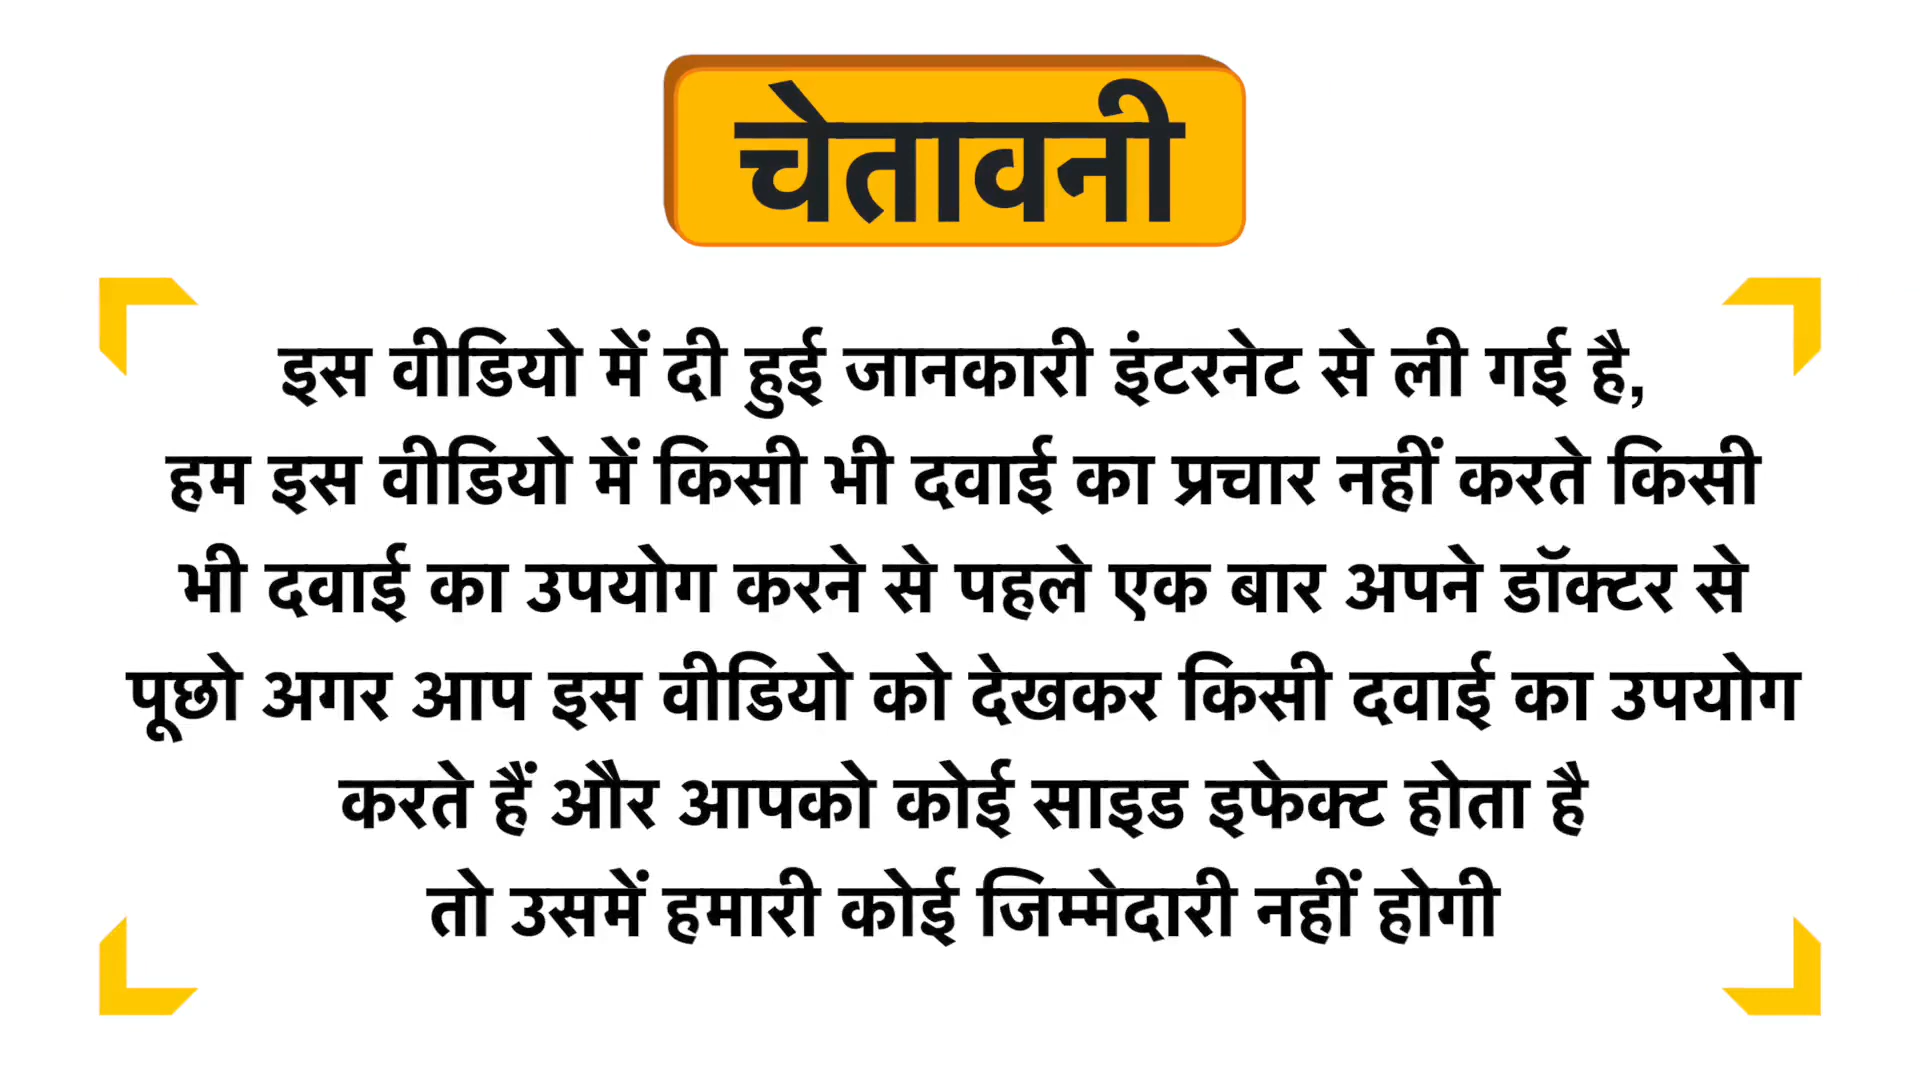 चेतावनी
इस वीडियो में दी हुई जानकारी इंटरनेट से ली गई है,
हम इस वीडियो में किसी भी दवाई का प्रचार नहीं करते किसी
भी दवाई का उपयोग करने से पहले एक बार अपने डॉक्टर से
पूछो अगर आप इस वीडियो को देखकर किसी दवाई का उपयोग
करते हैं और आपको कोई साइड इफेक्ट होता है
तो उसमें हमारी कोई जिम्मेदारी नहीं होगी